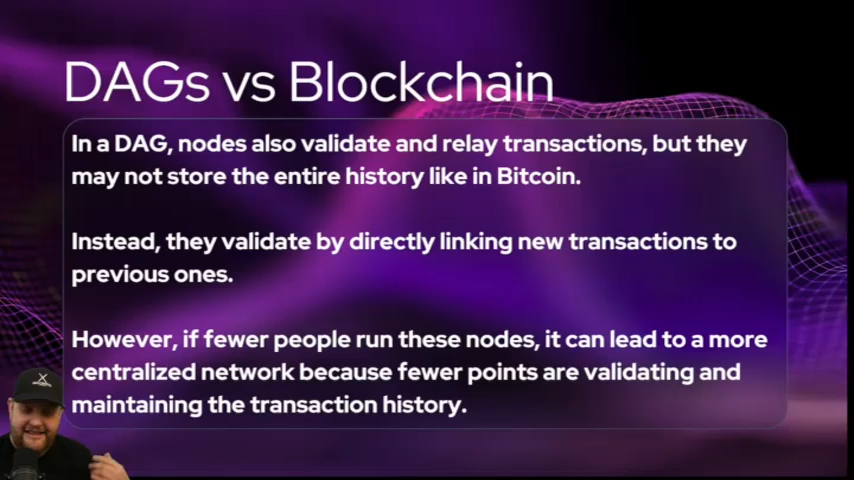 DAGs vs Blockchain
In a DAG, nodes also validate and relay transactions, but they
may not store the entire history like in Bitcoin.
Instead, they validate by directly linking new transactions to
previous ones.
However, if fewer people run these nodes, it can lead to a more
centralized network because fewer points are validating and
maintaining the transaction history.